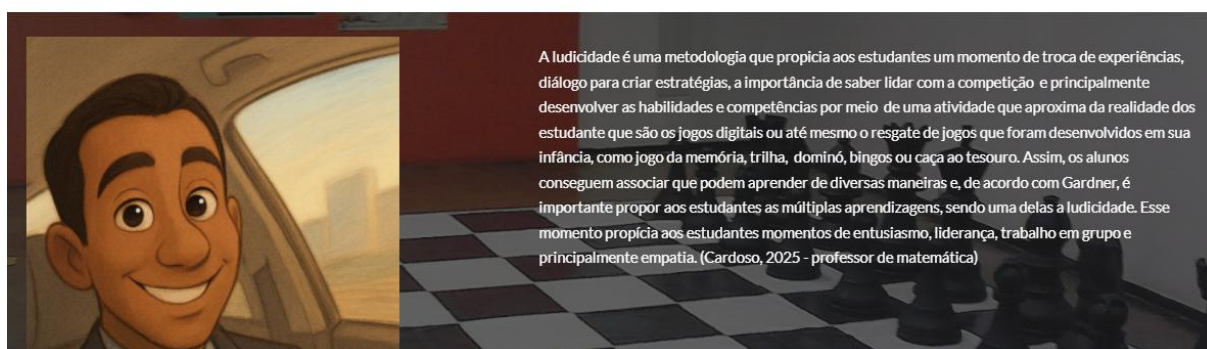 A ludicidade é uma metodologia que propicia aos estudantes um momento de troca de experiências,
diálogo para criar estratégias, a importância de saber lidar com a competição e principalmente
desenvolver as habilidades e competências por meio de uma atividade que aproxima da realidade dos
estudante que são os jogos digitais ou até mesmo o resgate de jogos que foram desenvolvidos em sua
infância, como jogo da memória, trilha, dominó, bingos ou caça ao tesouro. Assim, os alunos
conseguem associar que podem aprender de diversas maneiras e, de acordo com Gardner, é
importante propor aos estudantes as múltiplas aprendizagens, sendo uma delas a ludicidade. Esse
momento propícia aos estudantes momentos de entusiasmo, liderança, trabalho em grupo e
principalmente empatia. (Cardoso, 2025 - professor de matemática)